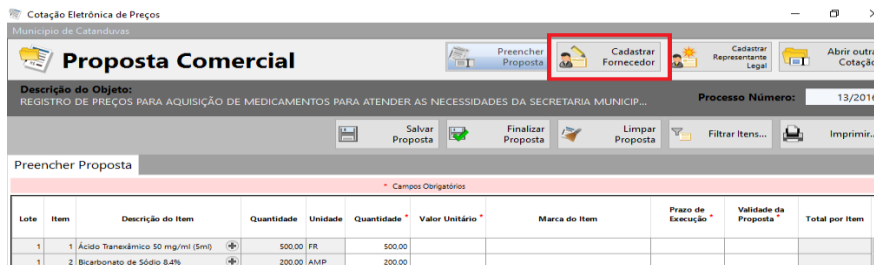 Cotação Eletrônica de Preços
Municipio de Catanduvas
Proposta Comercial
Preencher Proposta
Cadastrar Fornecedor
Cadastrar Representante Legal
Abrir outra Cotação
Descrição do Objeto:
REGISTRO DE PREÇOS PARA AQUISIÇÃO DE MEDICAMENTOS PARA ATENDER AS NECESSIDADES DA SECRETARIA MUNICIP...
Processo Número: 13/2016
Salvar Proposta
Finalizar Proposta
Limpar Proposta
Filtrar Itens...
Imprimir..
Preencher Proposta
* Campos Obrigatórios
Lote Item Descrição do Item Quantidade Unidade Quantidade * Valor Unitário * Marca do Item Prazo de Execução * Validade da Proposta * Total por Item
1 1 Ácido Tranexâmico 50 mg/ml (5ml) 500,00 FR 500,00
1 2 Bicarbonato de Sódio 8.4% 200,00 AMP 200,00